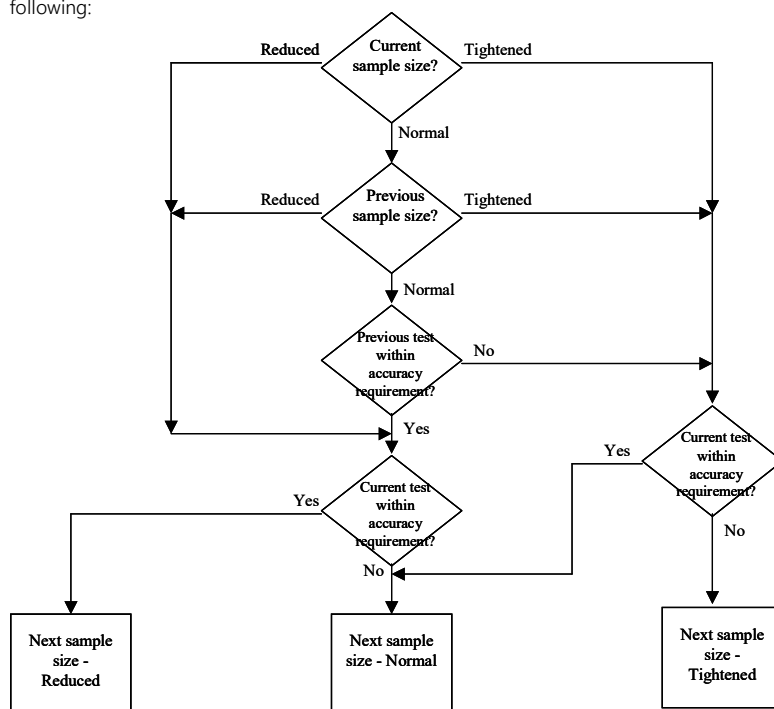 following:
Reduced
Current
sample size?
Tightened
Normal
Reduced
Previous
sample size?
Tightened
Normal
Previous test
within
accuracy
requirement?
No
Yes
Current test
within
accuracy
requirement?
Yes
No
Yes
Current test
within
accuracy
requirement?
No
Next sample
size -
Reduced
Next sample
size - Normal
Next sample
size -
Tightened